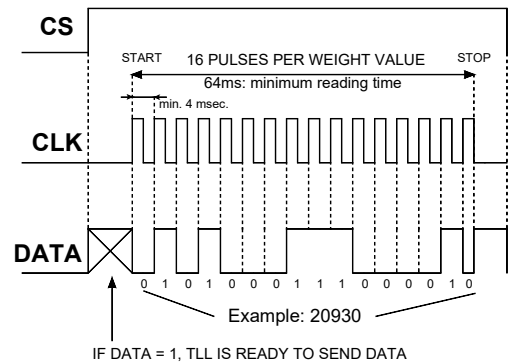 CS
START 16 PULSES PER WEIGHT VALUE STOP
64ms: minimum reading time
min. 4 msec.
CLK
DATA
0 1 0 1 0 0 0 1 1 1 0 0 0 0 1 0
Example: 20930
IF DATA = 1, TLL IS READY TO SEND DATA